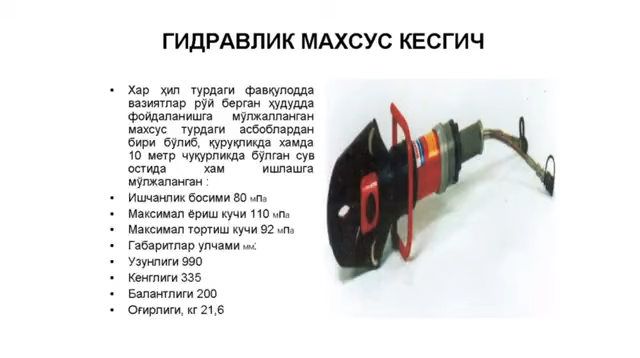 ГИДРАВЛИК МАХСУС КЕСГИЧ
• Хар ҳил турдаги фавқулодда
вазиятлар рўй берган ҳудудда
фойдаланишга мўлжалланган
махсус турдаги асбоблардан
бири бўлиб, қуруқликда хамда
10 метр чуқурликда бўлган сув
остида хам ишлашга
мўлжаланган :
• Ишчанлик босими 80 мпа
• Максимал ёриш кучи 110 мпа
• Максимал тортиш кучи 92 мпа
• Габаритлар улчами мм:
• Узунлиги 990
• Кенглиги 335
• Балантлиги 200
• Оғирлиги, кг 21,6